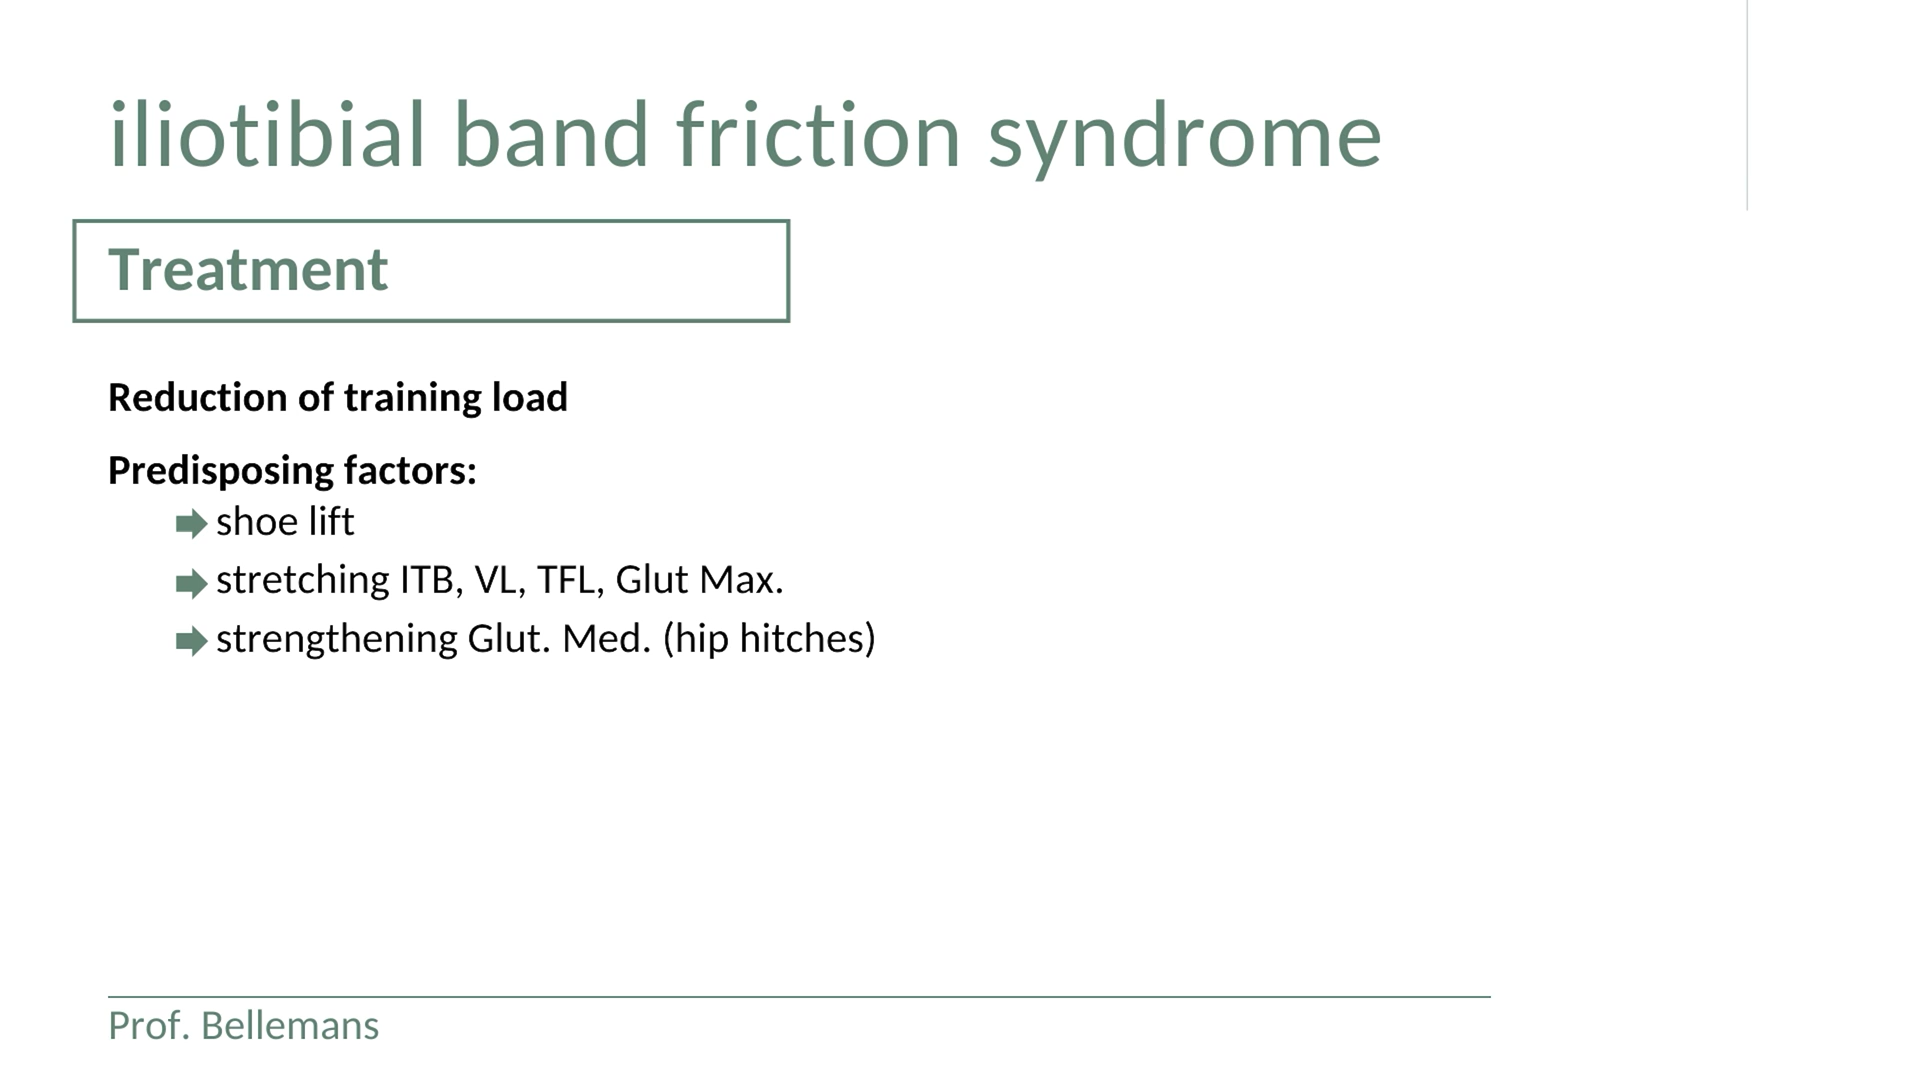 iliotibial band friction syndrome
Treatment
Reduction of training load
Predisposing factors:
shoe lift
stretching ITB, VL, TFL, Glut Max.
strengthening Glut. Med. (hip hitches)
Prof. Bellemans